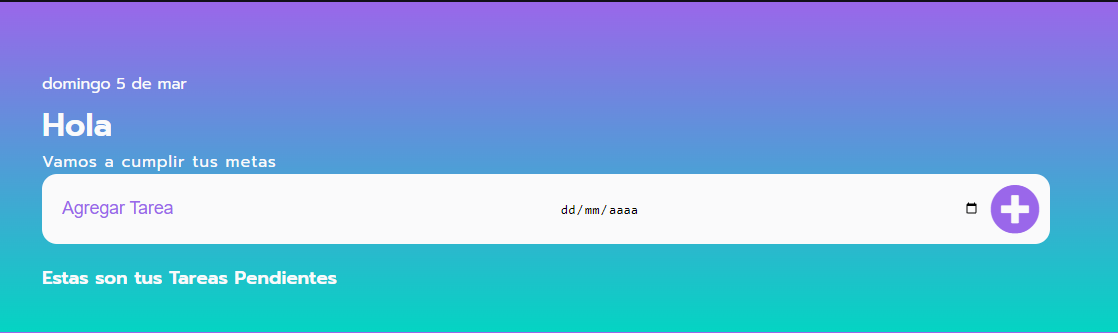 domingo 5 de mar
Hola
Vamos a cumplir tus metas
Agregar Tarea dd/mm/aaaa
Estas son tus Tareas Pendientes